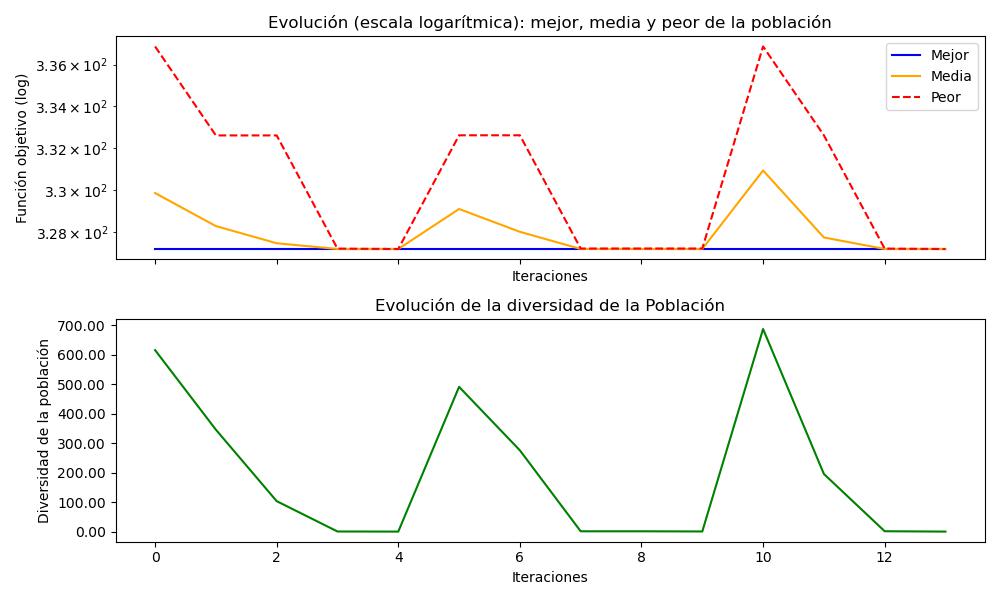 Evolución (escala logarítmica): mejor, media y peor de la población
Función objetivo (log)
3.36 × 10²
3.34 × 10²
3.32 × 10²
3.3 × 10²
3.28 × 10²
Mejor
Media
Peor
Iteraciones
Evolución de la diversidad de la Población
Diversidad de la población
700.00
600.00
500.00
400.00
300.00
200.00
100.00
0.00
0 2 4 6 8 10 12
Iteraciones